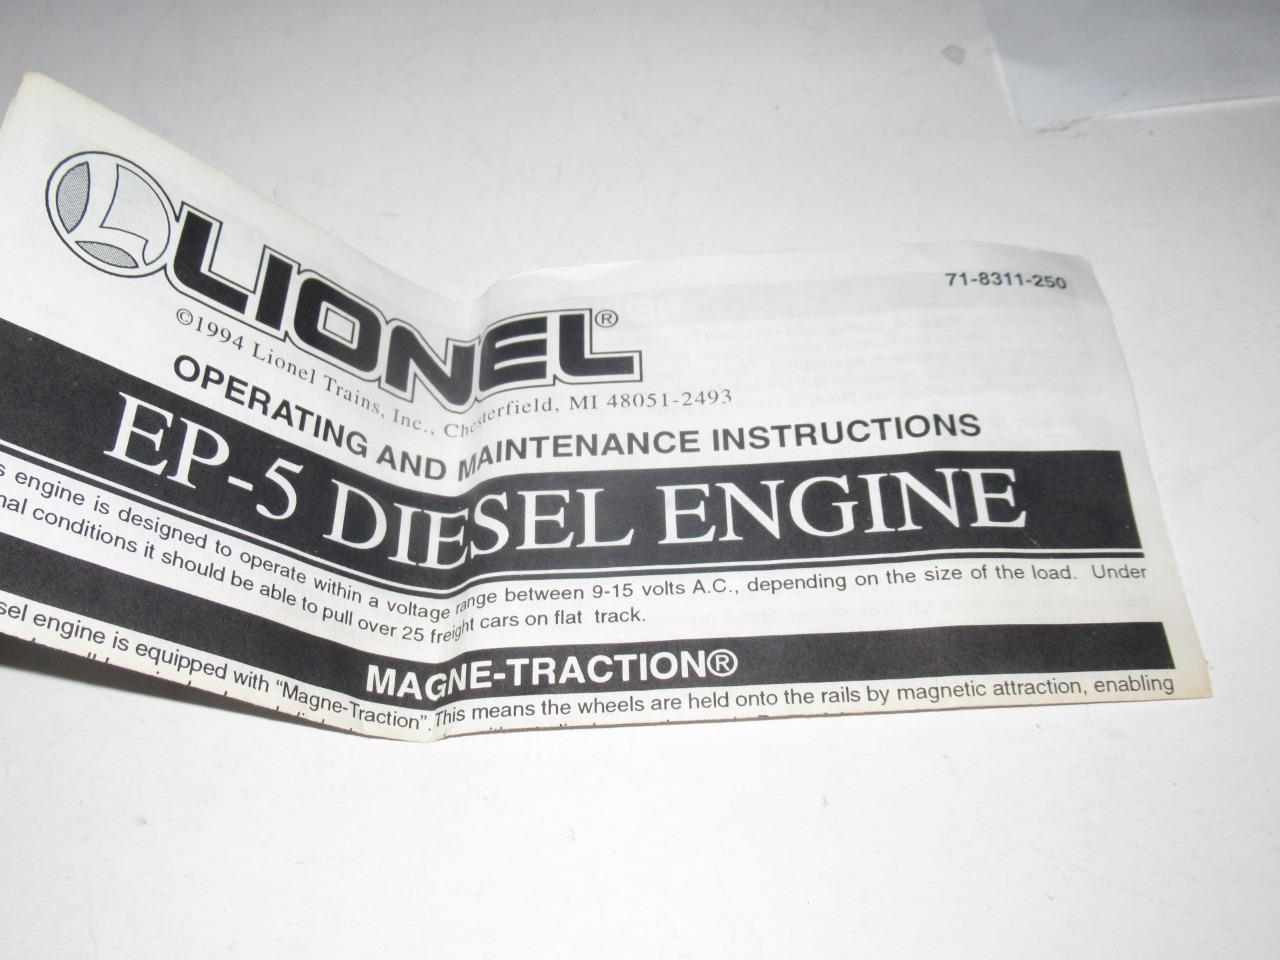 71-8311-250
LIONEL®
©1994 Lionel Trains, Inc., Chesterfield, MI 48051-2493
OPERATING AND MAINTENANCE INSTRUCTIONS
EP-5 DIESEL ENGINE
engine is designed to operate within a voltage range between 9-15 volts A.C., depending on the size of the load. Under
conditions it should be able to pull over 25 freight cars on flat track.
MAGNE-TRACTION®
engine is equipped with “Magne-Traction”. This means the wheels are held onto the rails by magnetic attraction, enabling